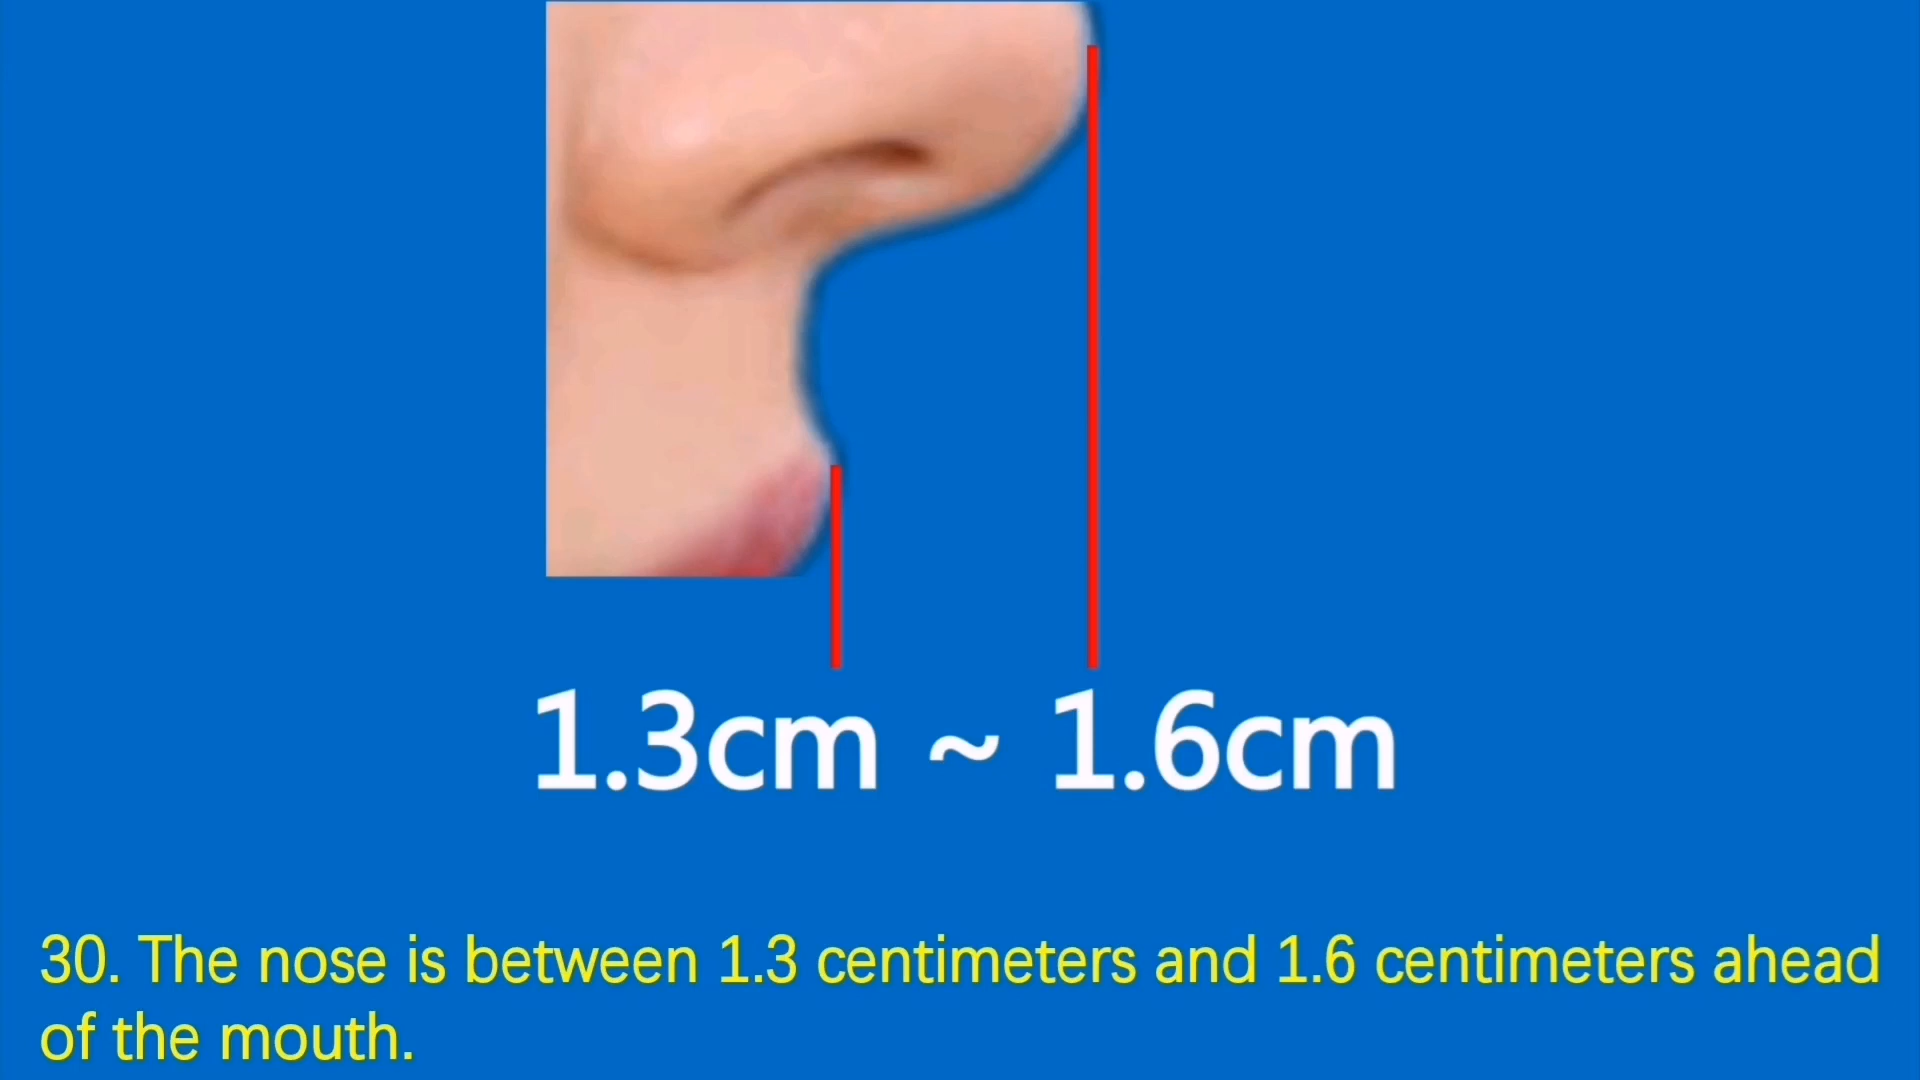 1.3cm ~ 1.6cm
30. The nose is between 1.3 centimeters and 1.6 centimeters ahead
of the mouth.